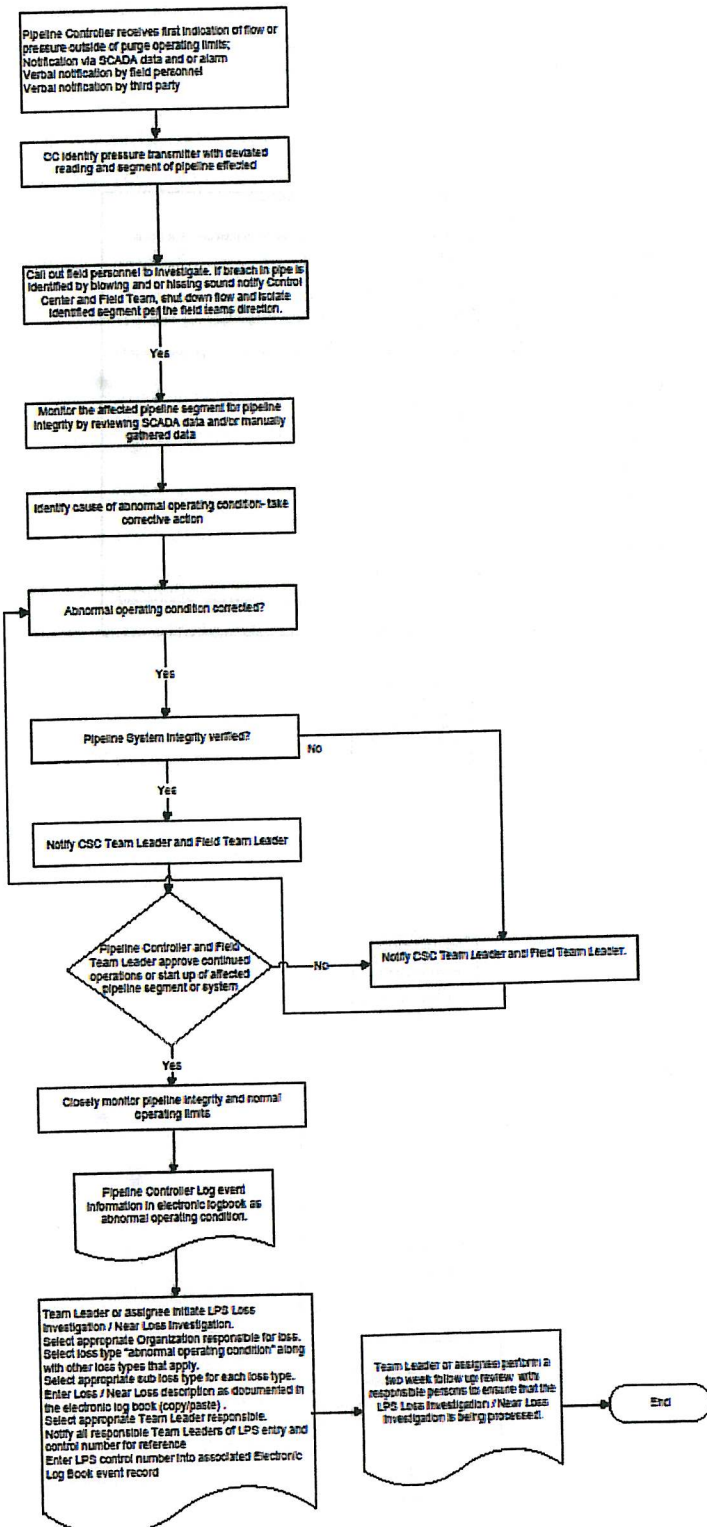 Pipeline Controller receives first indication of flow or
pressure outside of purge operating limits;
Notification via SCADA data and or alarm
Verbal notification by field personnel
Verbal notification by third party
CC identify pressure transmitter with deviated
reading and segment of pipeline effected
Call out field personnel to investigate. If breach in pipe is
identified by blowing and or hissing sound notify Control
Center and Field Team, shut down flow and isolate
identified segment per the field teams direction.
Yes
Monitor the affected pipeline segment for pipeline
integrity by reviewing SCADA data and/or manually
gathered data
Identify cause of abnormal operating condition- take
corrective action
Abnormal operating condition corrected?
Yes
Pipeline System Integrity verified?
No
Yes
Notify CSC Team Leader and Field Team Leader
Pipeline Controller and Field
Team Leader approve continued
operations or start up of affected
pipeline segment or system
No
Notify CSC Team Leader and Field Team Leader.
Yes
Closely monitor pipeline integrity and normal
operating limits
Pipeline Controller Log event
information in electronic logbook as
abnormal operating condition.
Team Leader or assignee initiate LPS Loss
Investigation / Near Loss Investigation.
Select appropriate Organization responsible for loss.
Select loss type "abnormal operating condition" along
with other loss types that apply.
Select appropriate sub loss type for each loss type.
Enter Loss / Near Loss description as documented in
the electronic log book (copy/paste) .
Select appropriate Team Leader responsible.
Notify all responsible Team Leaders of LPS entry and
control number for reference
Enter LPS control number into associated Electronic
Log Book event record
Team Leader or assignee perform a
two week follow up review with
responsible persons to ensure that the
LPS Loss Investigation / Near Loss
Investigation is being processed.
End